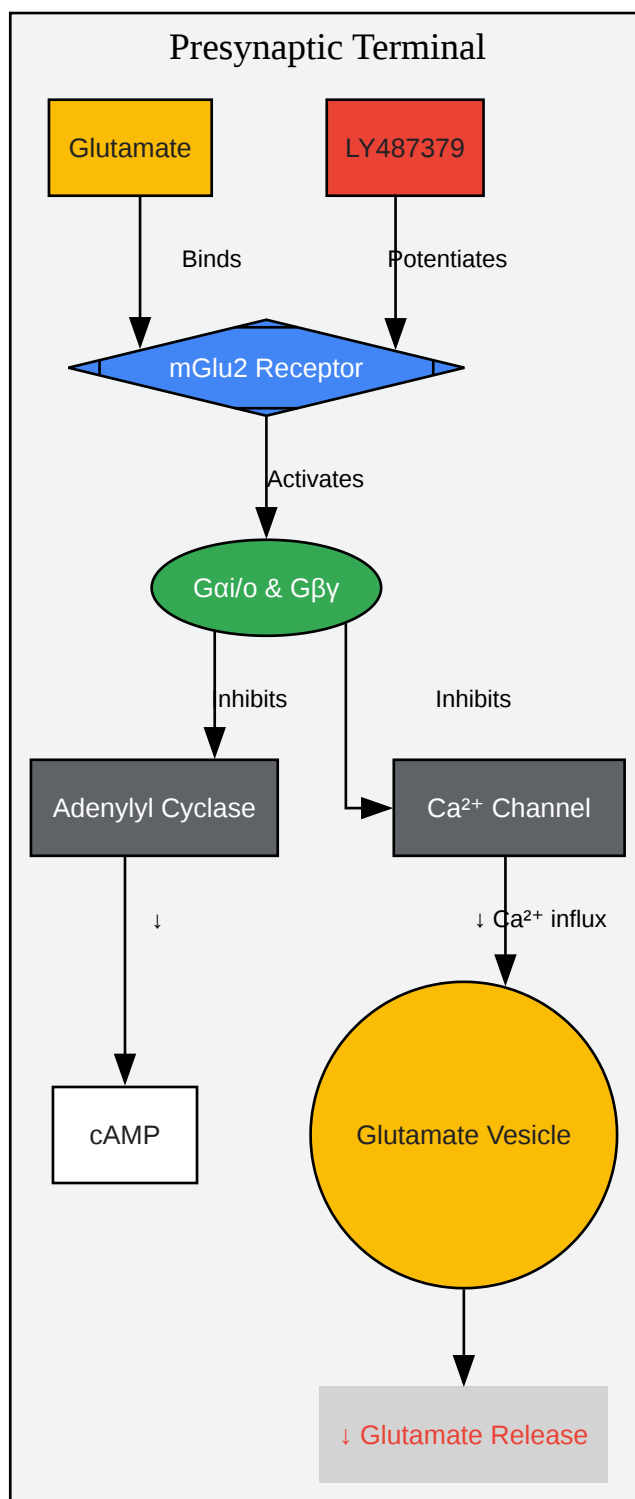 Presynaptic Terminal
Glutamate
LY487379
Binds
Potentiates
mGlu2 Receptor
Activates
Gαi/o & Gβγ
Inhibits
Inhibits
Adenylyl Cyclase
Ca²⁺ Channel
↓
↓ Ca²⁺ influx
cAMP
Glutamate Vesicle
↓ Glutamate Release